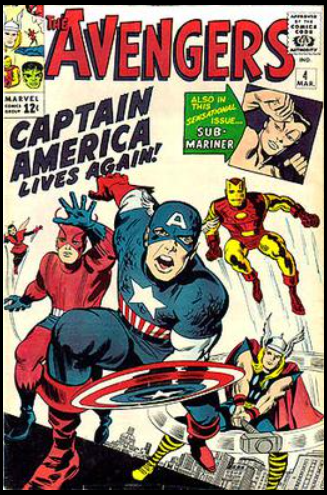 THE
AVENGERS
APPROVED
BY THE
COMICS
CODE
AUTHORITY
IND.
4
MAR.
MARVEL
COMICS
GROUP
12¢
CAPTAIN
AMERICA
LIVES AGAIN!
ALSO IN
THIS
SENSATIONAL
ISSUE...
SUB-
MARINER
A